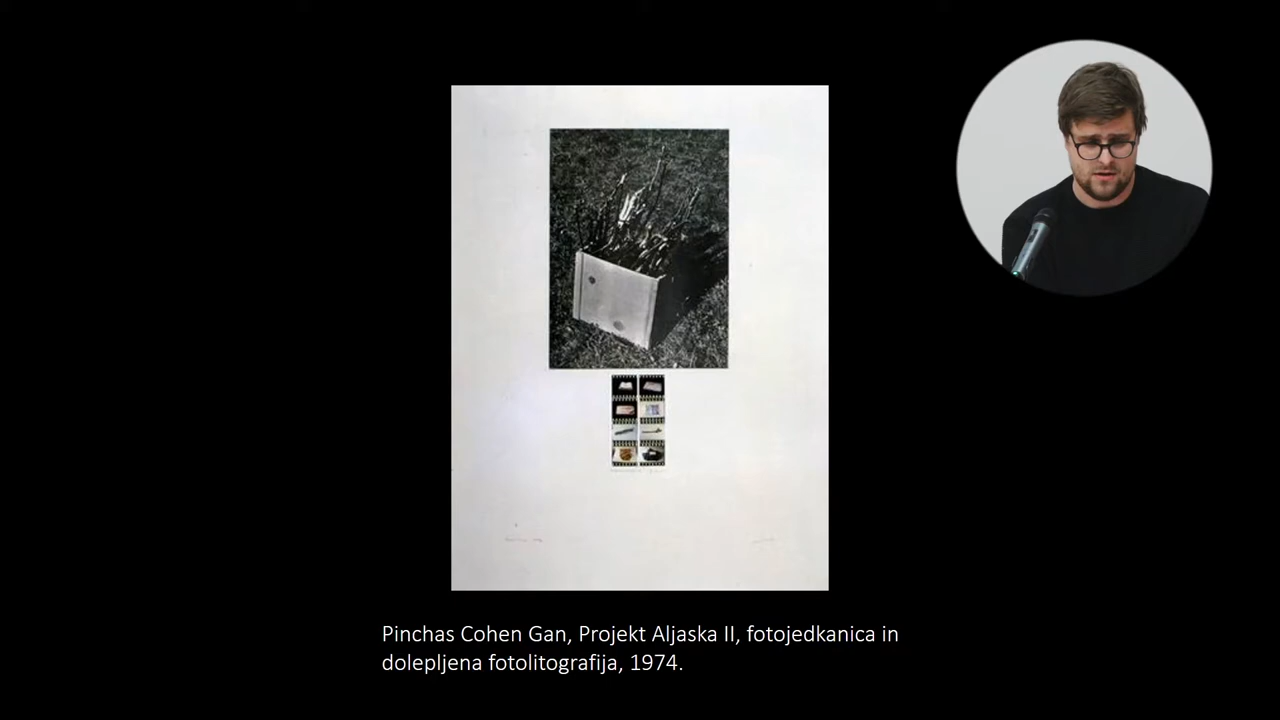 Pinchas Cohen Gan, Projekt Aljaska II, fotojedkanica in
dolepljena fotolitografija, 1974.